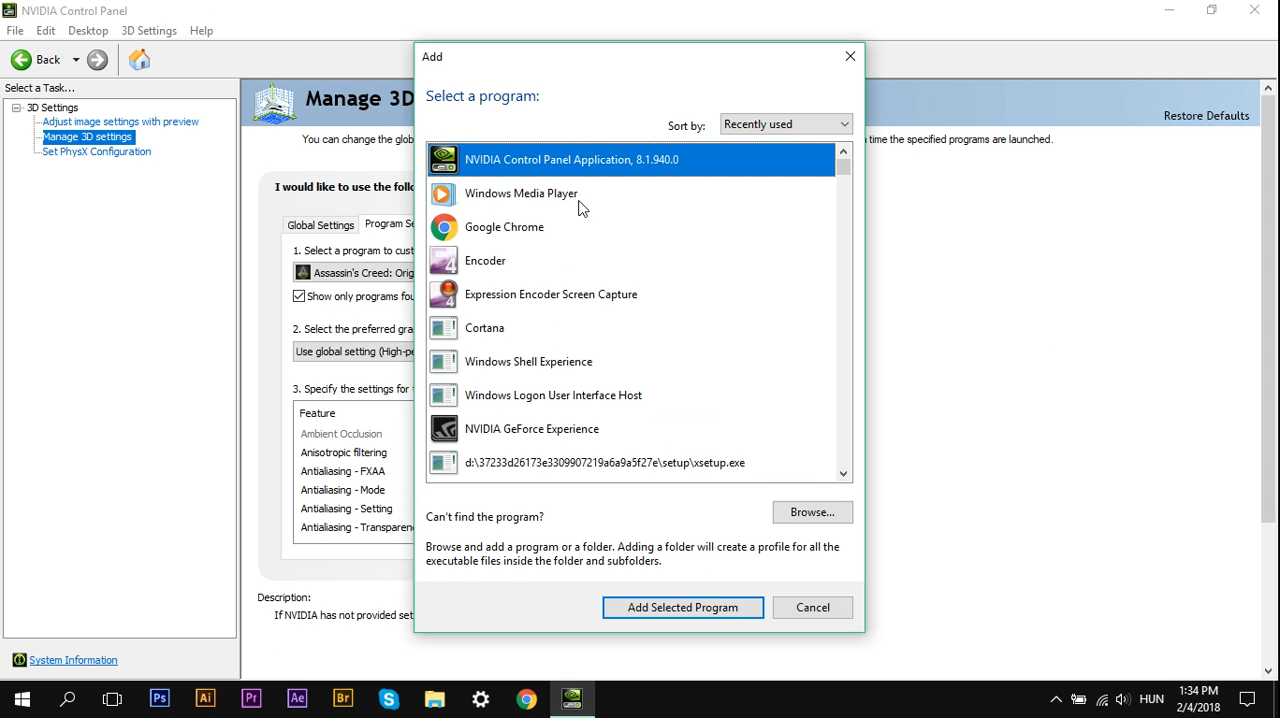 NVIDIA Control Panel
File Edit Desktop 3D Settings Help
Back
Select a Task...
3D Settings
Adjust image settings with preview
Manage 3D settings
Set PhysX Configuration
System Information
Manage 3D
Restore Defaults
You can change the glob
a time the specified programs are launched.
I would like to use the follo
Global Settings Program Se
1. Select a program to cust
Assassin's Creed: Orig
Show only programs fou
2. Select the preferred gra
Use global setting (High-pe
3. Specify the settings for
Feature
Ambient Occlusion
Anisotropic filtering
Antialiasing - FXAA
Antialiasing - Mode
Antialiasing - Setting
Antialiasing - Transparen
Description:
If NVIDIA has not provided set
Add
Select a program:
Sort by: Recently used
NVIDIA Control Panel Application, 8.1.940.0
Windows Media Player
Google Chrome
Encoder
Expression Encoder Screen Capture
Cortana
Windows Shell Experience
Windows Logon User Interface Host
NVIDIA GeForce Experience
d:\37233d26173e3309907219a6a9a5f27e\setup\xsetup.exe
Can't find the program?
Browse...
Browse and add a program or a folder. Adding a folder will create a profile for all the
executable files inside the folder and subfolders.
Add Selected Program
Cancel
Ps Ai Pr Ae Br
HUN
1:34 PM
2/4/2018